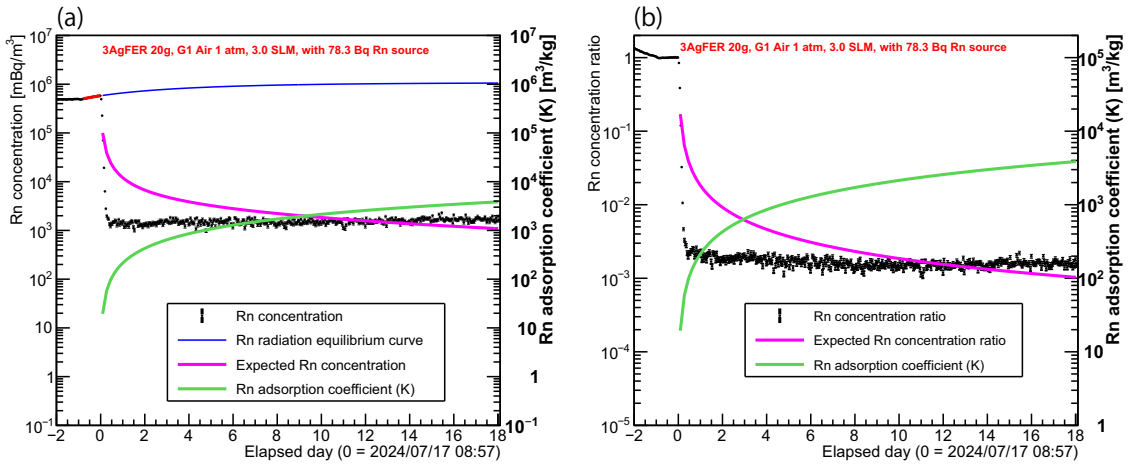 (a)
3AgFER 20g, G1 Air 1 atm, 3.0 SLM, with 78.3 Bq Rn source
Rn concentration [mBq/m³]
10⁷
10⁶
10⁵
10⁴
10³
10²
10
1
10⁻¹
Rn concentration
Rn radiation equilibrium curve
Expected Rn concentration
Rn adsorption coefficient (K)
10⁷
10⁶
10⁵
10⁴
10³
10²
10
1
10⁻¹
Rn adsorption coefficient (K) [m³/kg]
−2 0 2 4 6 8 10 12 14 16 18
Elapsed day (0 = 2024/07/17 08:57)
(b)
3AgFER 20g, G1 Air 1 atm, 3.0 SLM, with 78.3 Bq Rn source
Rn concentration ratio
1
10⁻¹
10⁻²
10⁻³
10⁻⁴
10⁻⁵
Rn concentration ratio
Expected Rn concentration ratio
Rn adsorption coefficient (K)
10⁵
10⁴
10³
10²
10
1
Rn adsorption coefficient (K) [m³/kg]
−2 0 3 6 9 12 15 18
Elapsed day (0 = 2024/07/17 08:57)